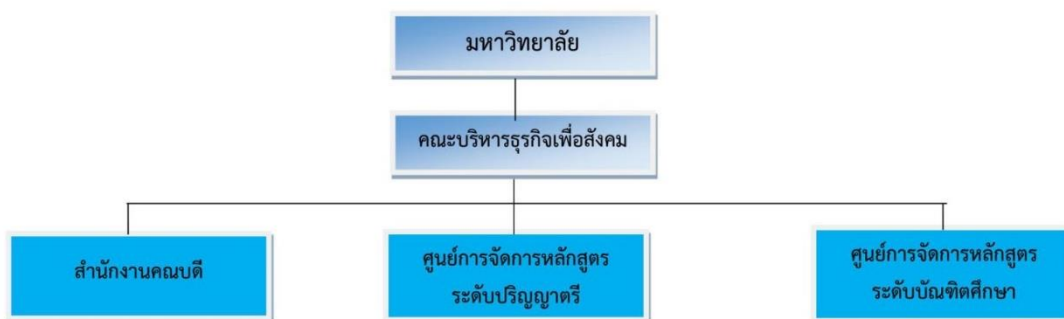 มหาวิทยาลัย
คณะบริหารธุรกิจเพื่อสังคม
สำนักงานคณบดี
ศูนย์การจัดการหลักสูตร
ระดับปริญญาตรี
ศูนย์การจัดการหลักสูตร
ระดับบัณฑิตศึกษา